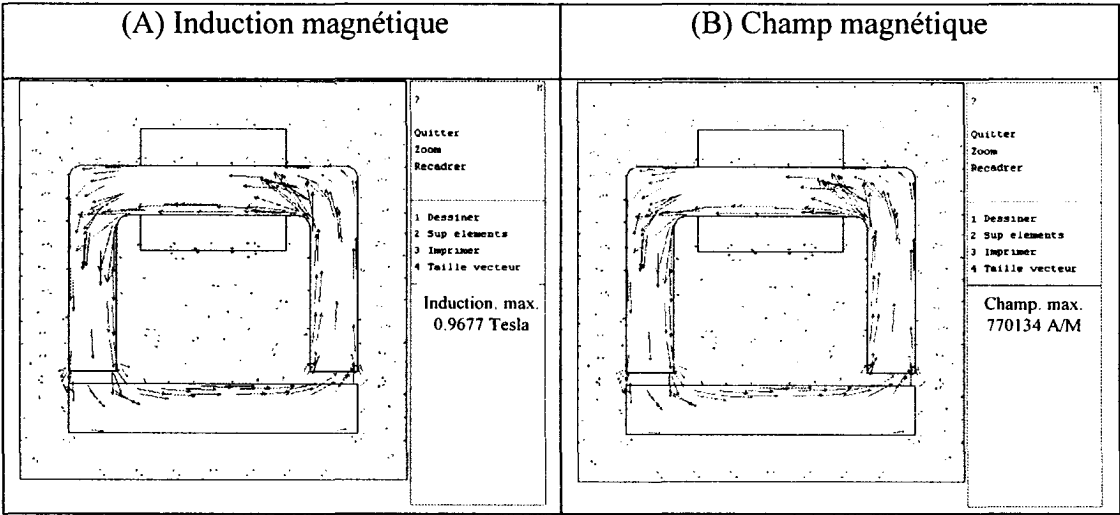 (A) Induction magnétique
(B) Champ magnétique
M
?
Quitter
Zoom
Recadrer
1 Dessiner
2 Sup elements
3 Imprimer
4 Taille vecteur
Induction. max.
0.9677 Tesla
M
?
Quitter
Zoom
Recadrer
1 Dessiner
2 Sup elements
3 Imprimer
4 Taille vecteur
Champ. max.
770134 A/M